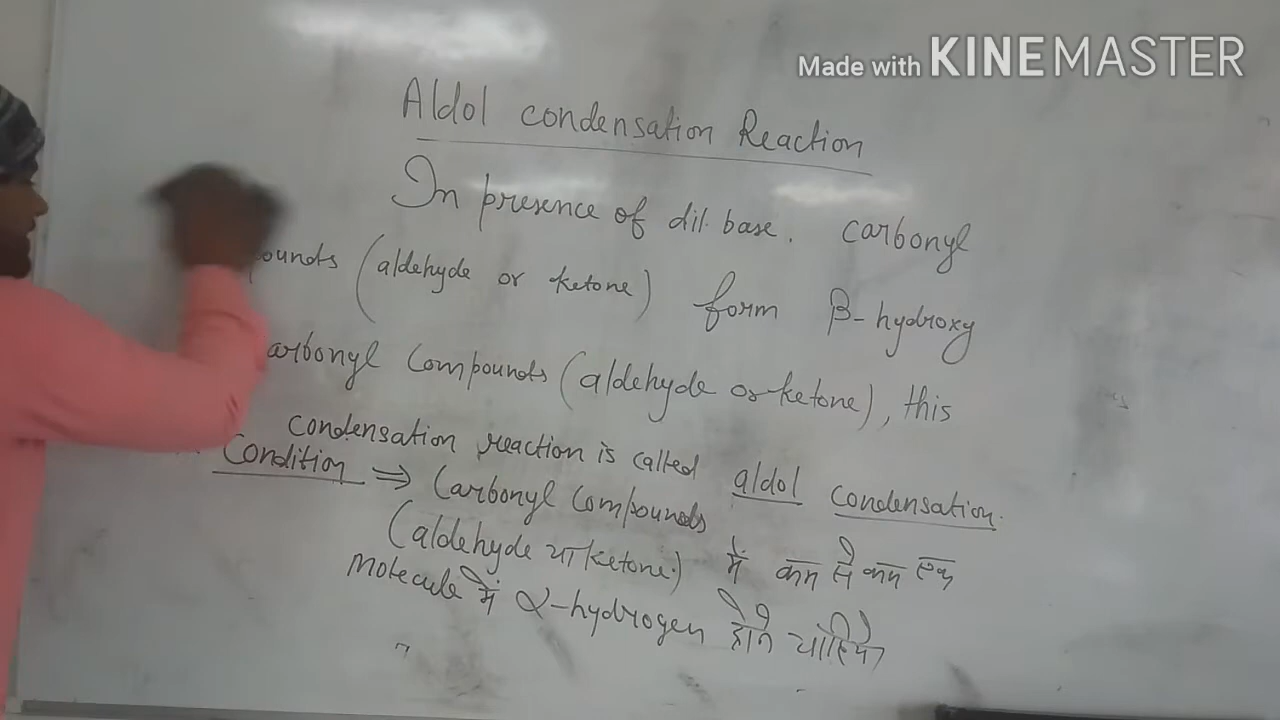 Made with KINEMASTER
Aldol condensation Reaction
In presence of dil. base. carbonyl
pounds (aldehyde or ketone) form β-hydroxy
arbonyl compounds (aldehyde or ketone), this
condensation reaction is called aldol condensation.
Condition ⇒ Carbonyl compounds
(aldehyde या ketone) में कम से कम एक
molecule में α-hydrogen होने चाहिये